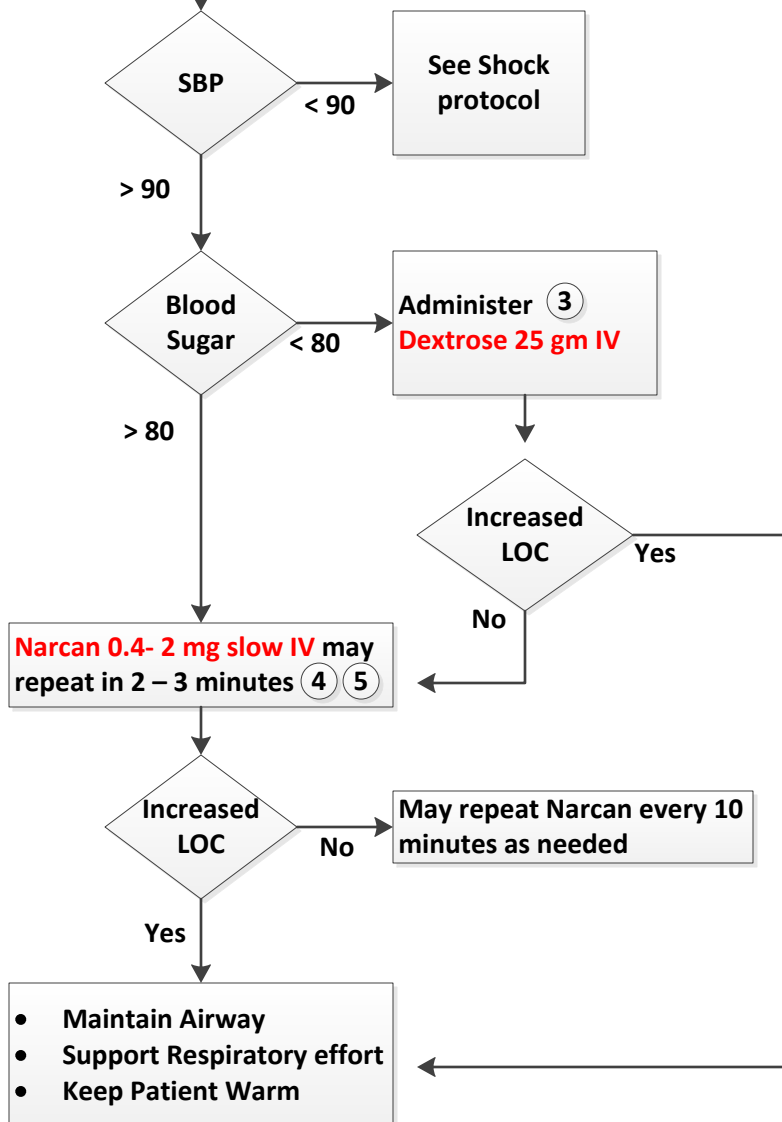 SBP
< 90
See Shock
protocol
> 90
Blood
Sugar
< 80
Administer 3
Dextrose 25 gm IV
> 80
Increased
LOC
Yes
No
Narcan 0.4- 2 mg slow IV may
repeat in 2 – 3 minutes 4 5
Increased
LOC
No
May repeat Narcan every 10
minutes as needed
Yes
• Maintain Airway
• Support Respiratory effort
• Keep Patient Warm